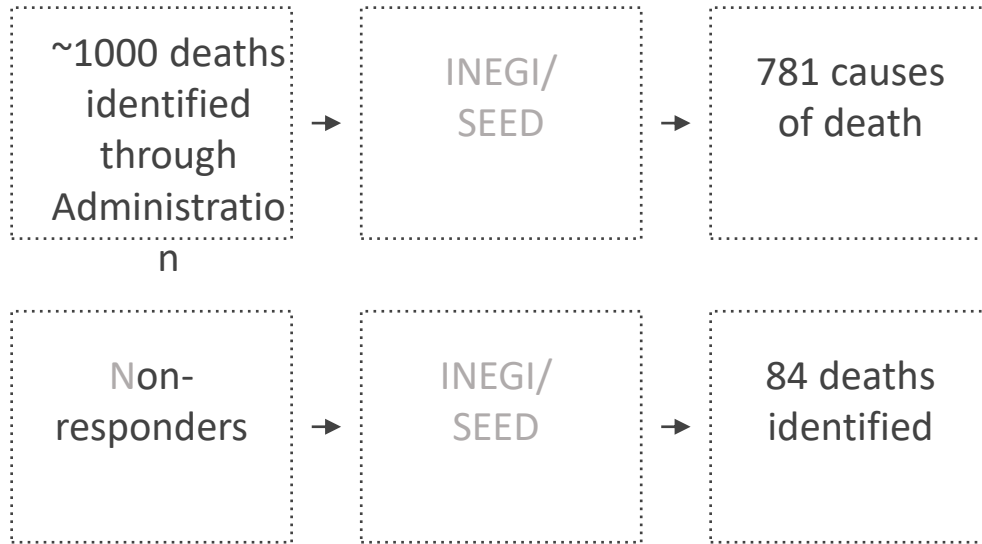 ~1000 deaths
identified
through
Administratio
n
INEGI/
SEED
781 causes
of death
Non-
responders
INEGI/
SEED
84 deaths
identified